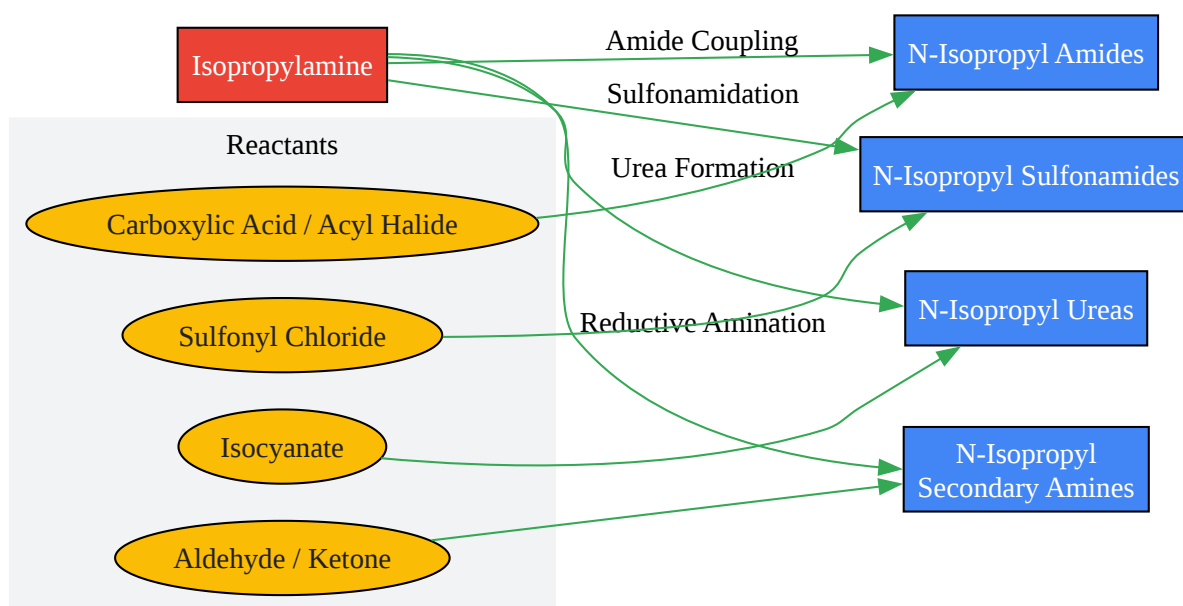 Isopropylamine
Amide Coupling
N-Isopropyl Amides
Sulfonamidation
Reactants
Urea Formation
N-Isopropyl Sulfonamides
Carboxylic Acid / Acyl Halide
Sulfonyl Chloride
Reductive Amination
N-Isopropyl Ureas
Isocyanate
N-Isopropyl
Secondary Amines
Aldehyde / Ketone